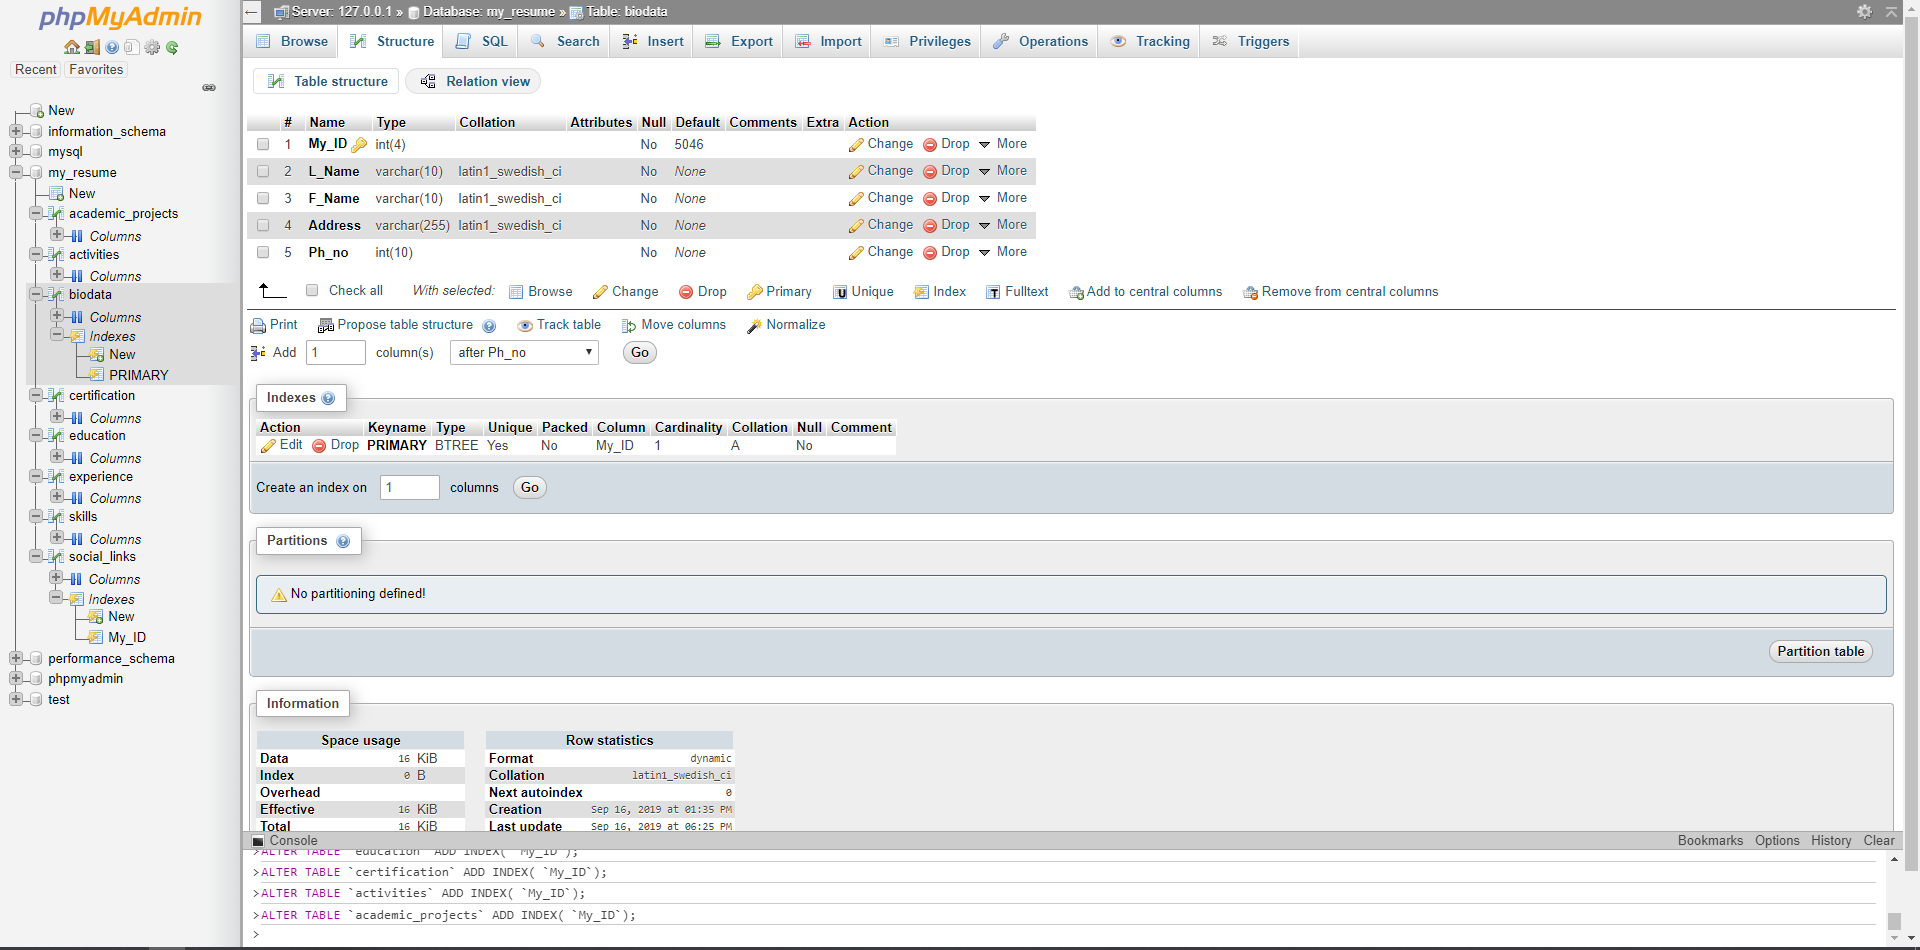 phpMyAdmin
Recent Favorites
New
information_schema
mysql
my_resume
New
academic_projects
Columns
activities
Columns
biodata
Columns
Indexes
New
PRIMARY
certification
Columns
education
Columns
experience
Columns
skills
Columns
social_links
Columns
Indexes
New
My_ID
performance_schema
phpmyadmin
test
Server: 127.0.0.1 » Database: my_resume » Table: biodata
Browse Structure SQL Search Insert Export Import Privileges Operations Tracking Triggers
Table structure Relation view
# Name Type Collation Attributes Null Default Comments Extra Action
1 My_ID int(4) No 5046 Change Drop More
2 L_Name varchar(10) latin1_swedish_ci No None Change Drop More
3 F_Name varchar(10) latin1_swedish_ci No None Change Drop More
4 Address varchar(255) latin1_swedish_ci No None Change Drop More
5 Ph_no int(10) No None Change Drop More
Check all With selected: Browse Change Drop Primary Unique Index Fulltext Add to central columns Remove from central columns
Print Propose table structure Track table Move columns Normalize
Add 1 column(s) after Ph_no Go
Indexes
Action Keyname Type Unique Packed Column Cardinality Collation Null Comment
Edit Drop PRIMARY BTREE Yes No My_ID 1 A No
Create an index on 1 columns Go
Partitions
No partitioning defined!
Partition table
Information
Space usage
Data 16 KiB
Index 0 B
Overhead
Effective 16 KiB
Total 16 KiB
Row statistics
Format dynamic
Collation latin1_swedish_ci
Next autoindex 0
Creation Sep 16, 2019 at 01:35 PM
Last update Sep 16, 2019 at 06:25 PM
Console Bookmarks Options History Clear
>ALTER TABLE `education` ADD INDEX( `My_ID`);
>ALTER TABLE `certification` ADD INDEX( `My_ID`);
>ALTER TABLE `activities` ADD INDEX( `My_ID`);
>ALTER TABLE `academic_projects` ADD INDEX( `My_ID`);
>